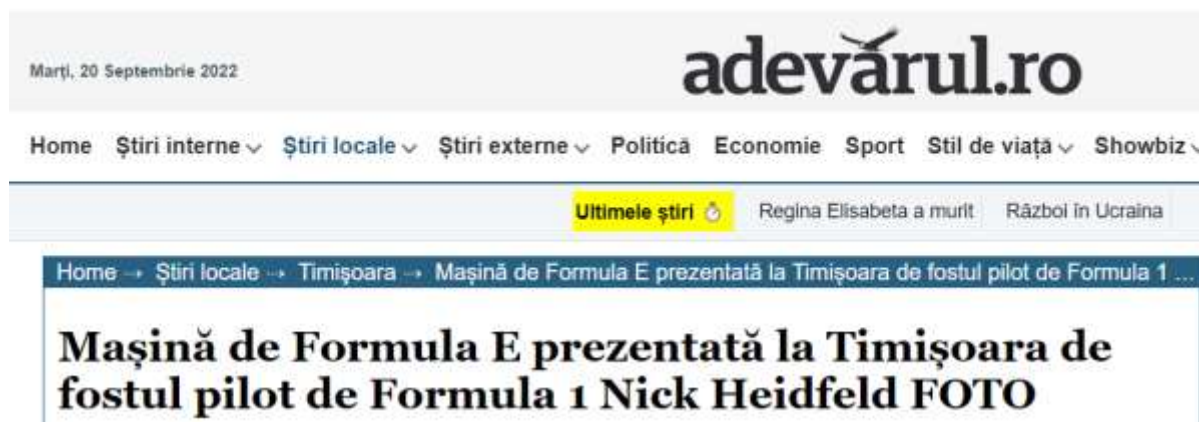 Marți, 20 Septembrie 2022
adevărul.ro
Home Știri interne Știri locale Știri externe Politică Economie Sport Stil de viață Showbiz
Ultimele știri Regina Elisabeta a murit Război în Ucraina
Home → Știri locale → Timișoara → Mașină de Formula E prezentată la Timișoara de fostul pilot de Formula 1 ...
Mașină de Formula E prezentată la Timișoara de
fostul pilot de Formula 1 Nick Heidfeld FOTO